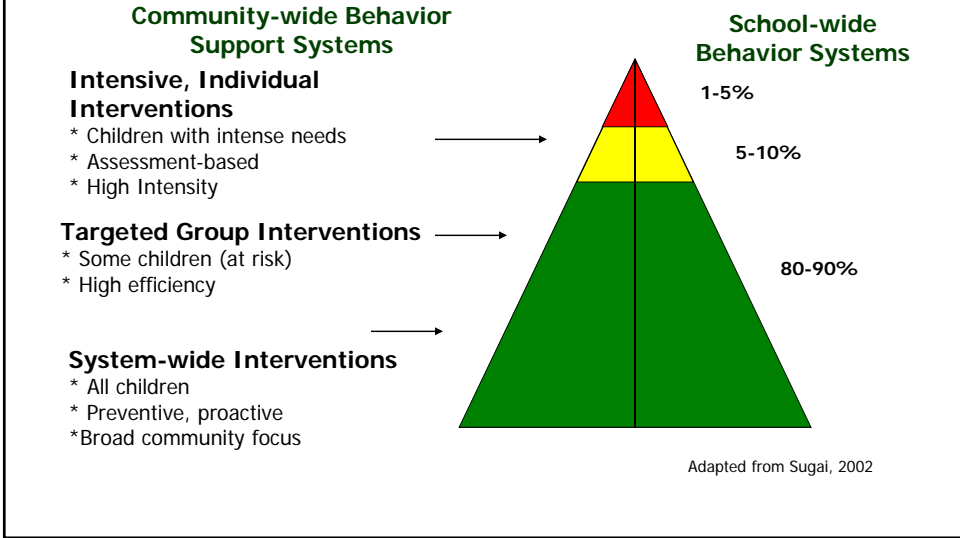 Community-wide Behavior
Support Systems
School-wide
Behavior Systems
Intensive, Individual
Interventions
* Children with intense needs
* Assessment-based
* High Intensity
1-5%
5-10%
Targeted Group Interventions
* Some children (at risk)
* High efficiency
80-90%
System-wide Interventions
* All children
* Preventive, proactive
*Broad community focus
Adapted from Sugai, 2002